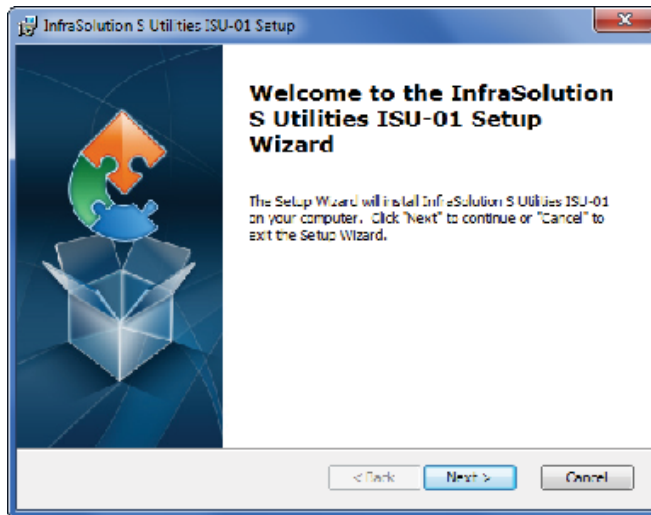 InfraSolution S Utilities ISU-01 Setup
Welcome to the InfraSolution
S Utilities ISU-01 Setup
Wizard
The Setup Wizard will install InfraSolution S Utilities ISU-01
on your computer. Click "Next" to continue or "Cancel" to
exit the Setup Wizard.
< Back
Next >
Cancel